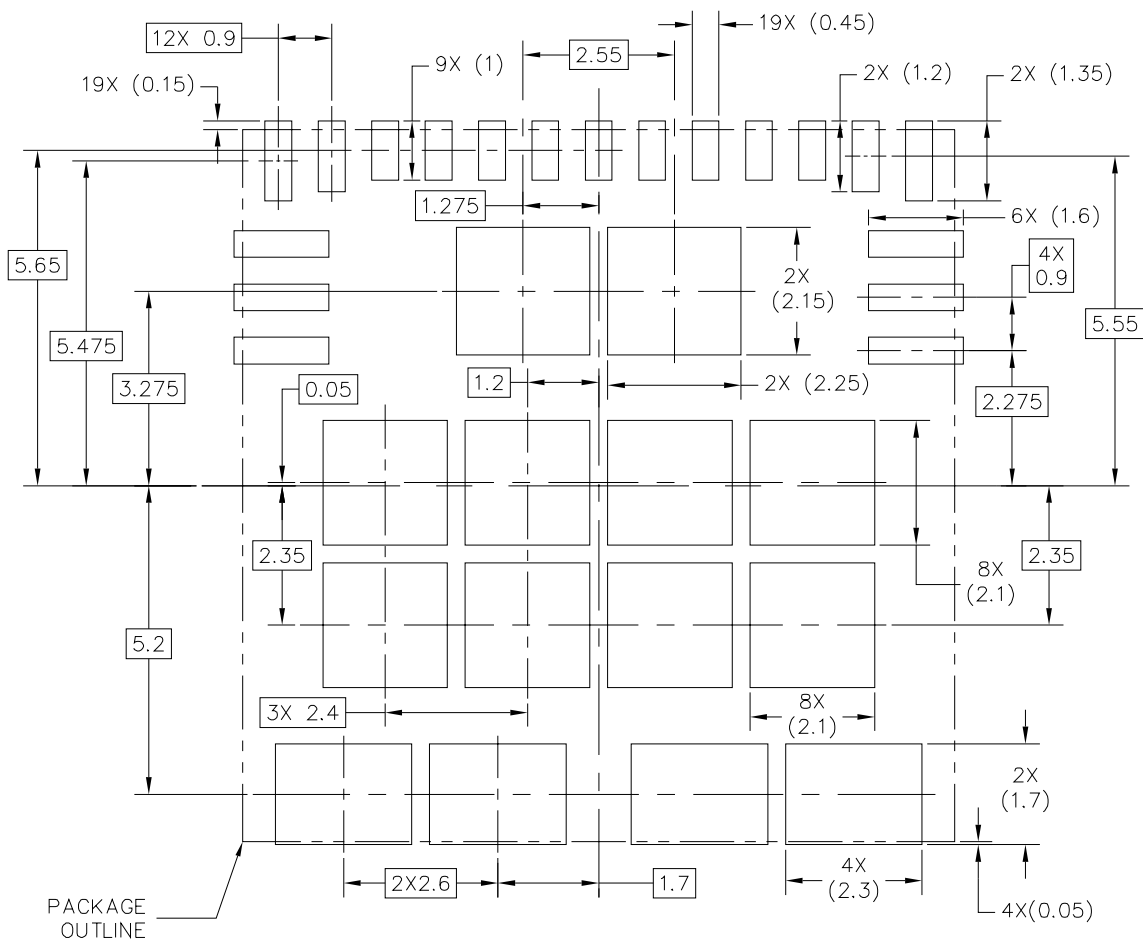 19X (0.45)
12X 0.9
2.55
9X (1)
2X (1.2)
2X (1.35)
19X (0.15)
1.275
6X (1.6)
5.65
4X
0.9
2X
(2.15)
5.55
5.475
3.275
0.05
1.2
2X (2.25)
2.275
2.35
2.35
8X
(2.1)
5.2
3X 2.4
8X
(2.1)
2X
(1.7)
2X2.6
1.7
4X
(2.3)
4X(0.05)
PACKAGE
OUTLINE